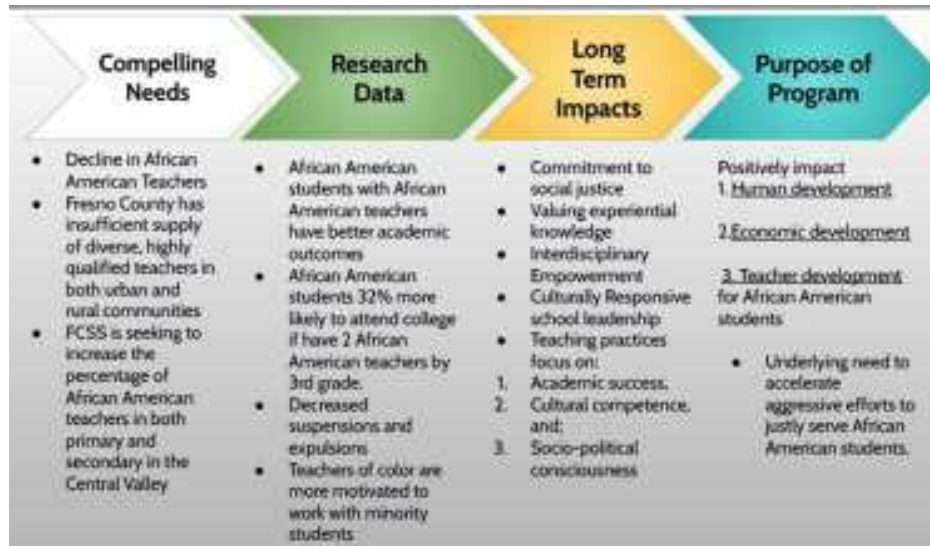 Compelling
Needs
• Decline in African
American Teachers
• Fresno County has
insufficient supply
of diverse, highly
qualified teachers in
both urban and
rural communities
• FCSS is seeking to
increase the
percentage of
African American
teachers in both
primary and
secondary in the
Central Valley
Research
Data
• African American
students with African
American teachers
have better academic
outcomes
• African American
students 32% more
likely to attend college
if have 2 African
American teachers by
3rd grade.
• Decreased
suspensions and
expulsions
• Teachers of color are
more motivated to
work with minority
students
Long
Term
Impacts
• Commitment to
social justice
• Valuing experiential
knowledge
• Interdisciplinary
Empowerment
• Culturally Responsive
school leadership
• Teaching practices
focus on:
1. Academic success.
2. Cultural competence,
and;
3. Socio-political
consciousness
Purpose of
Program
Positively impact
1. Human development
2.Economic development
3. Teacher development
for African American
students
• Underlying need to
accelerate
aggressive efforts to
justly serve African
American students.